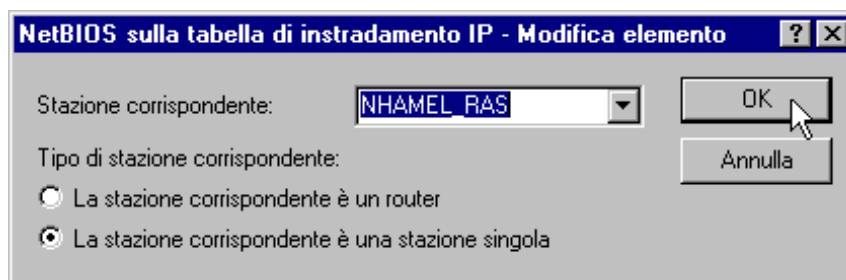 NetBIOS sulla tabella di instradamento IP - Modifica elemento ? ×
Stazione corrispondente: NHAMEL_RAS OK
Tipo di stazione corrispondente: Annulla
La stazione corrispondente è un router
La stazione corrispondente è una stazione singola